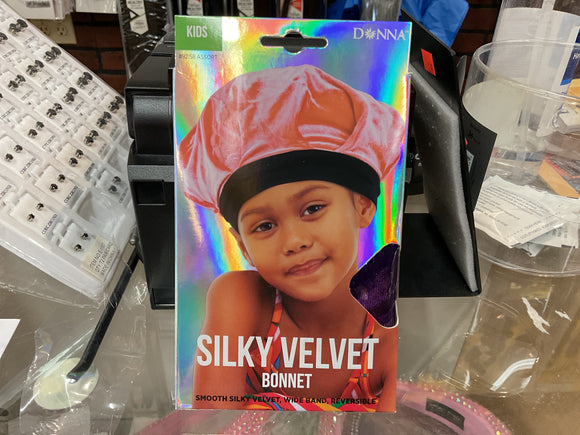 KIDS
DONNA
SILKY VELVET
BONNET
SMOOTH SILKY VELVET, WIDE BAND, REVERSIBLE